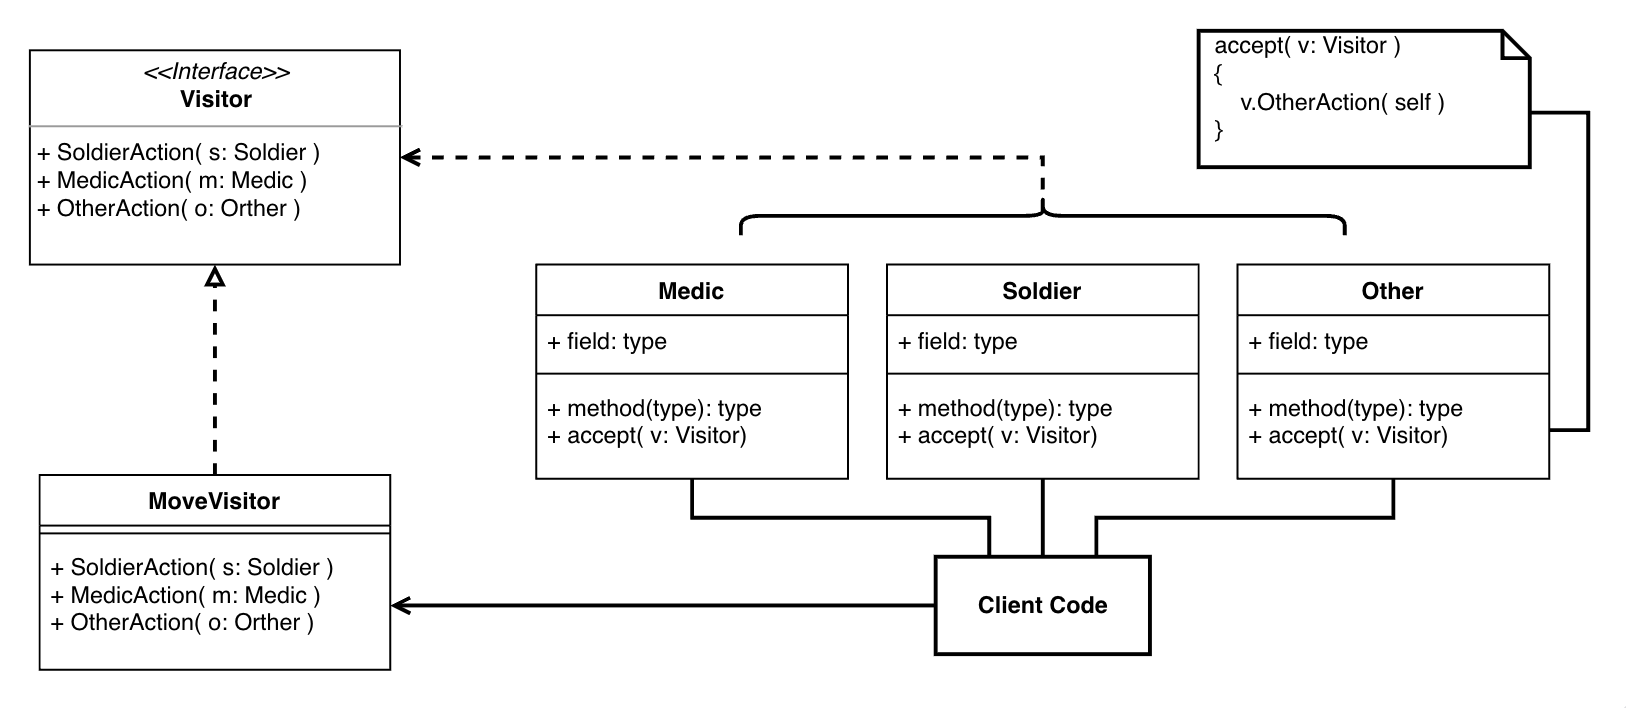 <<Interface>>
Visitor
+ SoldierAction( s: Soldier )
+ MedicAction( m: Medic )
+ OtherAction( o: Orther )
accept( v: Visitor )
{
v.OtherAction( self )
}
Medic
+ field: type
+ method(type): type
+ accept( v: Visitor)
Soldier
+ field: type
+ method(type): type
+ accept( v: Visitor)
Other
+ field: type
+ method(type): type
+ accept( v: Visitor)
MoveVisitor
+ SoldierAction( s: Soldier )
+ MedicAction( m: Medic )
+ OtherAction( o: Orther )
Client Code